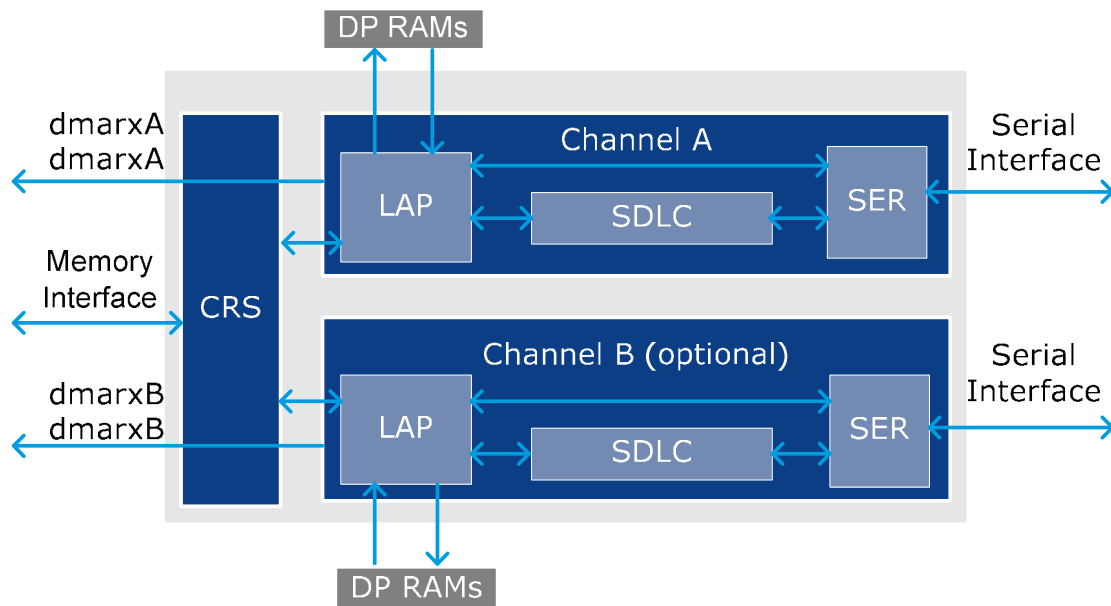 DP RAMs
dmarxA
dmarxA
Channel A
Serial
Interface
LAP
SDLC
SER
Memory
Interface
CRS
Channel B (optional)
Serial
Interface
dmarxB
dmarxB
LAP
SDLC
SER
DP RAMs